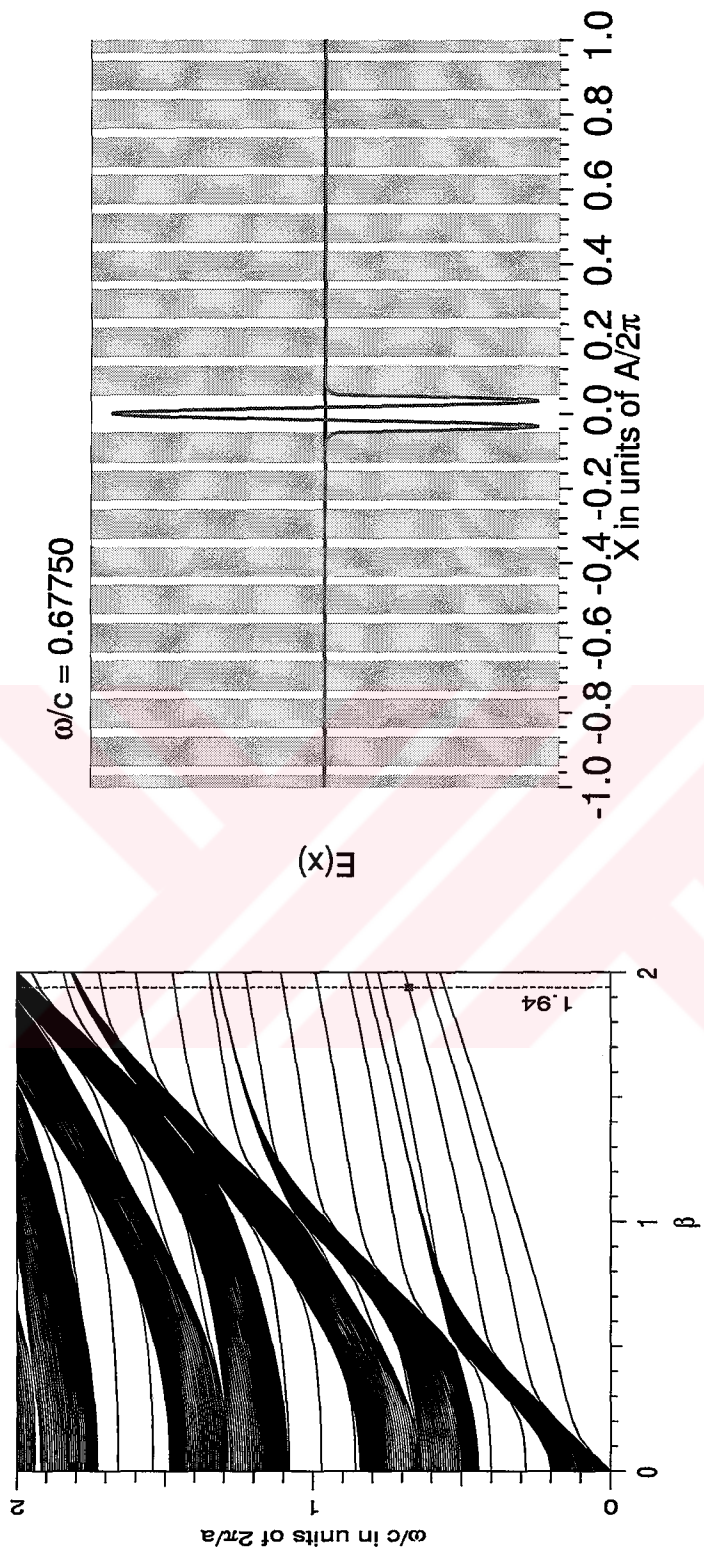 ω/c = 0.67750
E(x)
-1.0 -0.8 -0.6 -0.4 -0.2 0.0 0.2 0.4 0.6 0.8 1.0
X in units of A/2π
ω/c in units of 2π/a
2
1
0
1.94
0 1 2
β